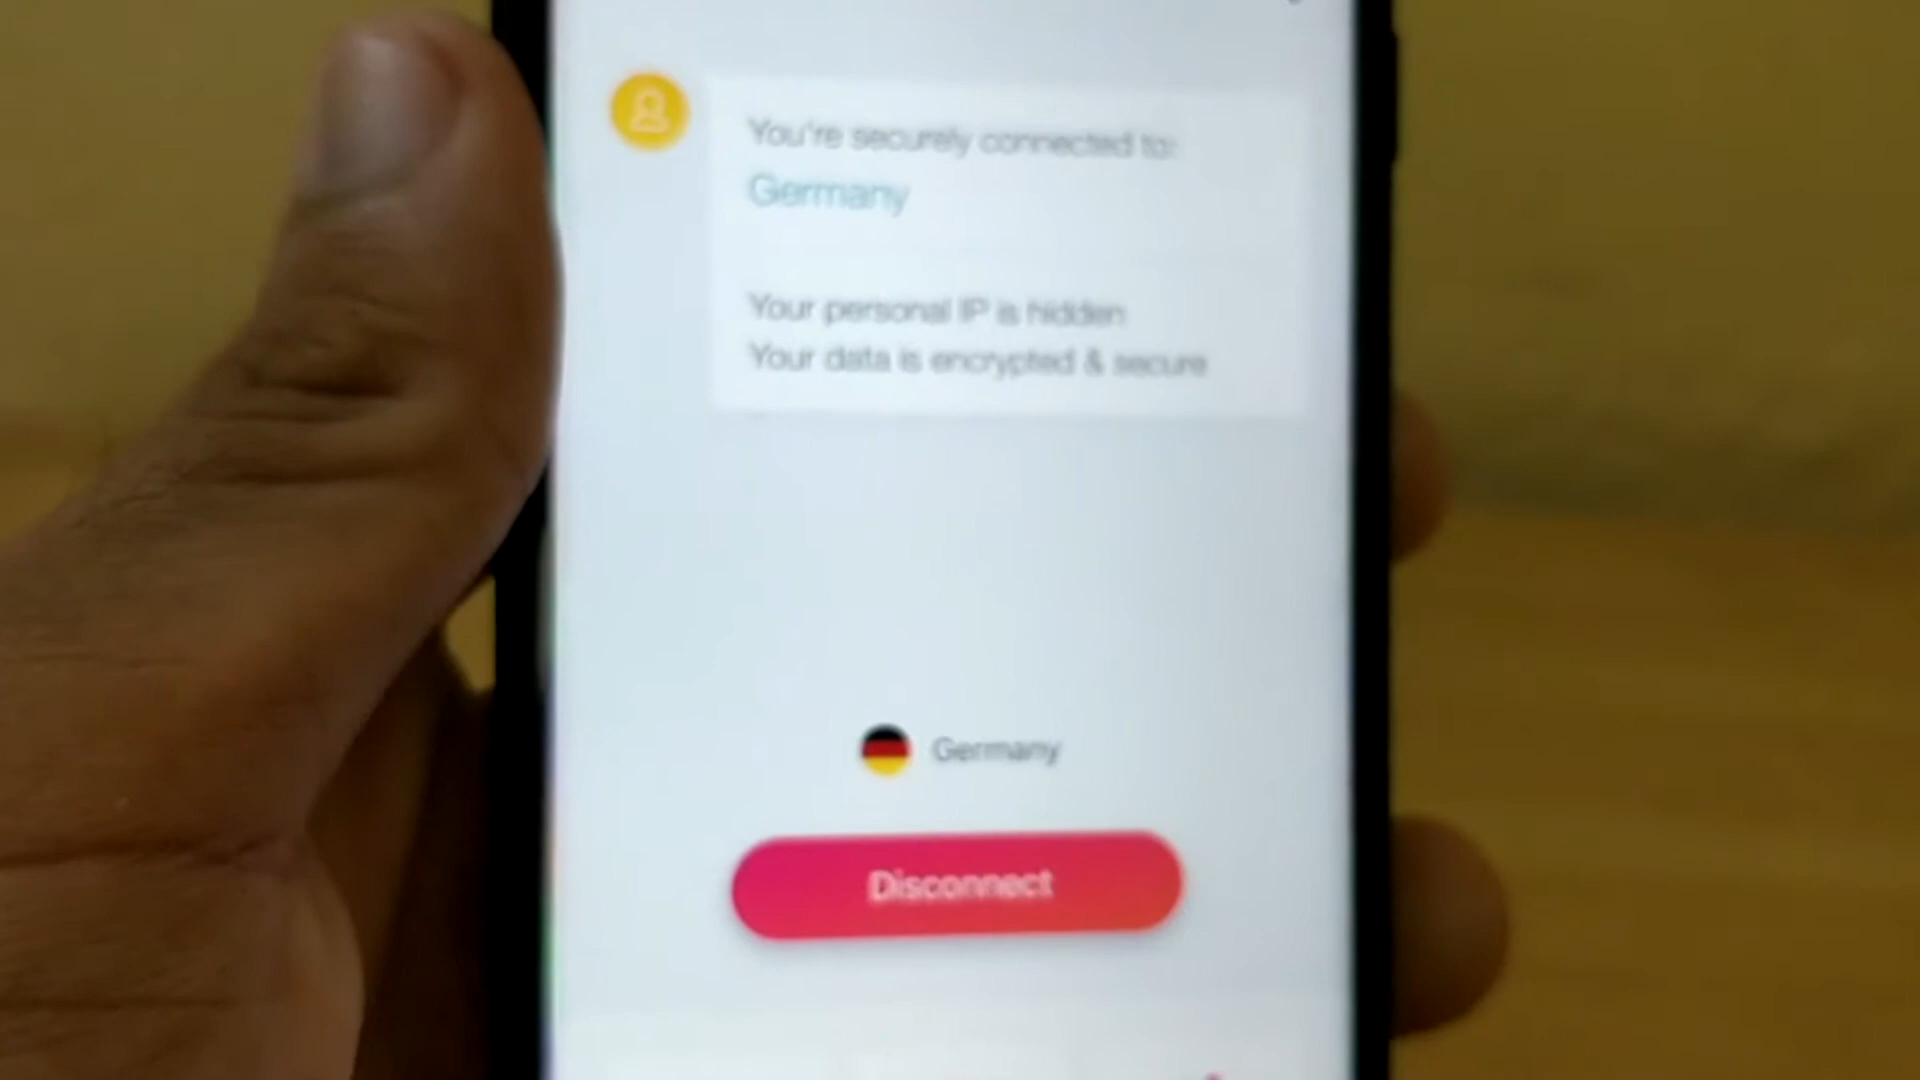 You're securely connected to:
Germany
Your personal IP is hidden
Your data is encrypted & secure
Germany
Disconnect